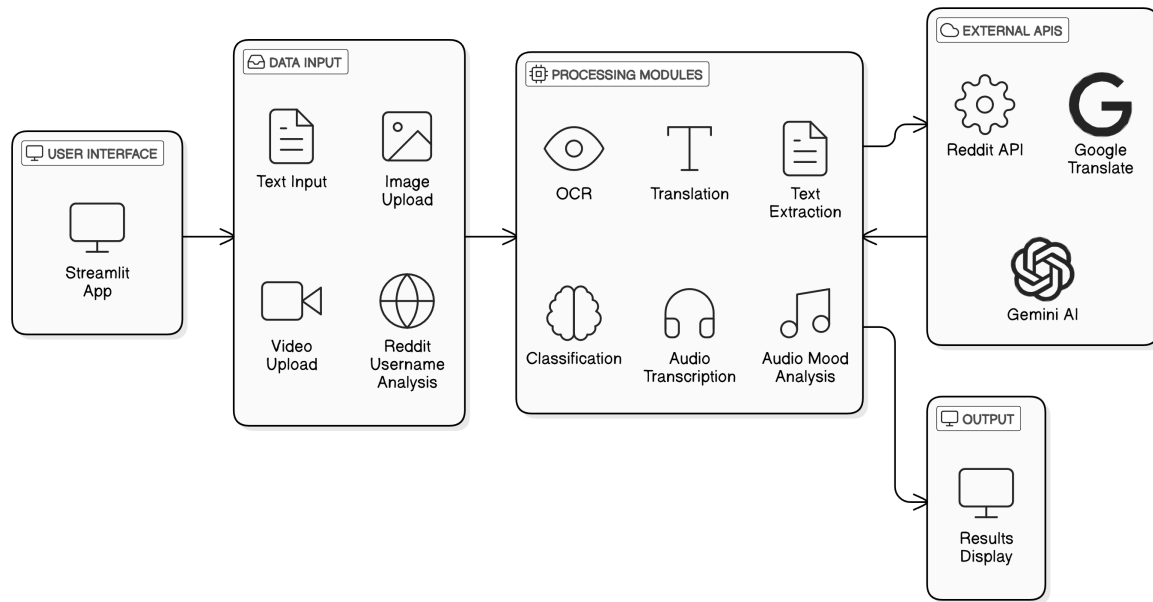 USER INTERFACE
Streamlit
App
DATA INPUT
Text Input
Image
Upload
Video
Upload
Reddit
Username
Analysis
PROCESSING MODULES
OCR
Translation
Text
Extraction
Classification
Audio
Transcription
Audio Mood
Analysis
EXTERNAL APIS
Reddit API
Google
Translate
Gemini AI
OUTPUT
Results
Display